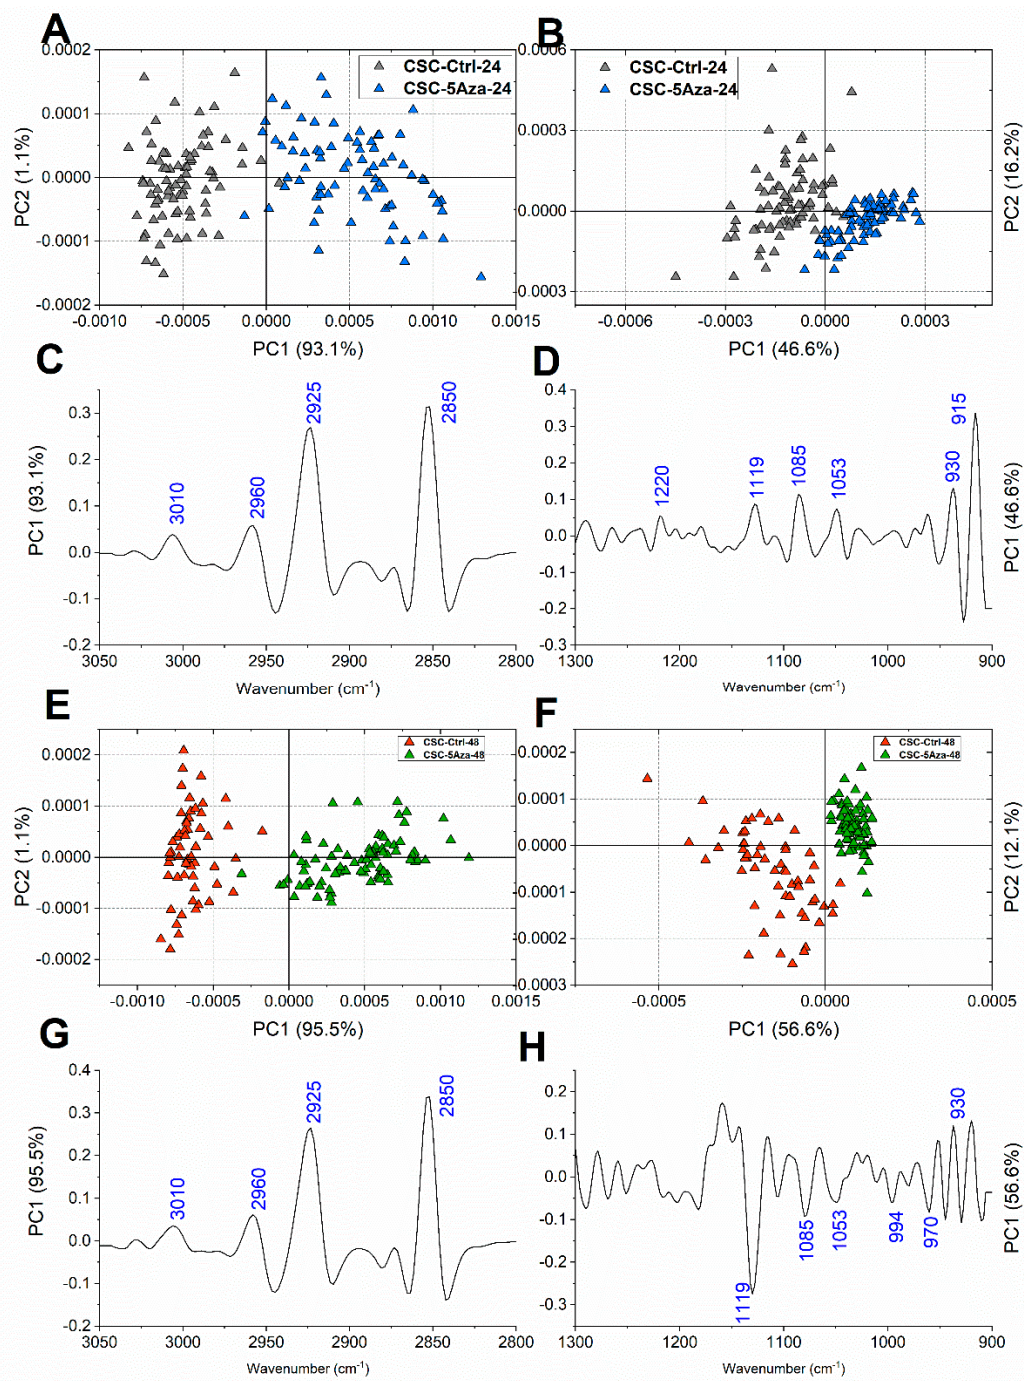 A
CSC-Ctrl-24
CSC-5Aza-24
0.0002
0.0001
0.0000
-0.0001
-0.0002
PC2 (1.1%)
-0.0010 -0.0005 0.0000 0.0005 0.0010 0.0015
PC1 (93.1%)
B
CSC-Ctrl-24
CSC-5Aza-24
0.0006
0.0003
0.0000
-0.0003
PC2 (16.2%)
-0.0006 -0.0003 0.0000 0.0003
PC1 (46.6%)
C
0.3
0.2
0.1
0.0
-0.1
-0.2
PC1 (93.1%)
3010
2960
2925
2850
3050 3000 2950 2900 2850 2800
Wavenumber (cm⁻¹)
D
0.4
0.3
0.2
0.1
0.0
-0.1
-0.2
-0.3
PC1 (46.6%)
1220
1119
1085
1053
930
915
1300 1200 1100 1000 900
Wavenumber (cm⁻¹)
E
CSC-Ctrl-48
CSC-5Aza-48
0.0002
0.0001
0.0000
-0.0001
-0.0002
PC2 (1.1%)
-0.0010 -0.0005 0.0000 0.0005 0.0010 0.0015
PC1 (95.5%)
F
CSC-Ctrl-48
CSC-5Aza-48
0.0002
0.0001
0.0000
-0.0001
-0.0002
-0.0003
PC2 (12.1%)
-0.0005 0.0000 0.0005
PC1 (56.6%)
G
0.4
0.3
0.2
0.1
0.0
-0.1
-0.2
PC1 (95.5%)
3010
2960
2925
2850
3050 3000 2950 2900 2850 2800
Wavenumber (cm⁻¹)
H
0.2
0.1
0.0
-0.1
-0.2
-0.3
PC1 (56.6%)
1119
1085
1053
994
970
930
1300 1200 1100 1000 900
Wavenumber (cm⁻¹)